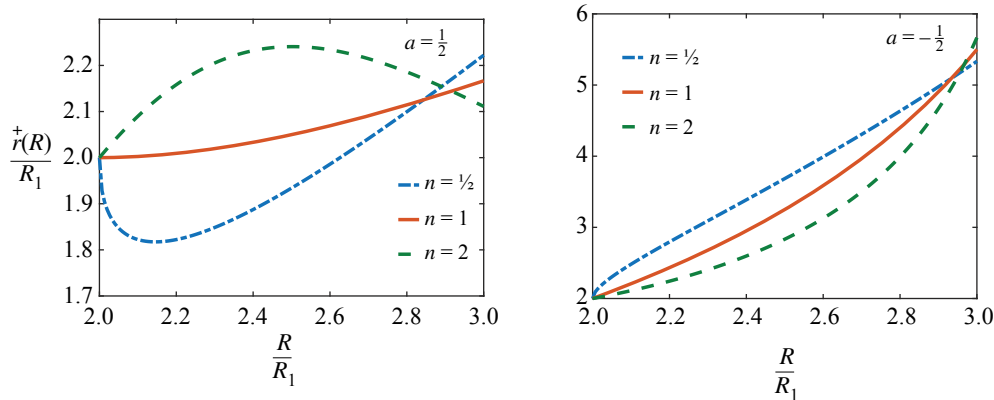 a = 1/2
2.2
2.1
2.0
1.9
1.8
1.7
+
r(R)
R₁
n = ½
n = 1
n = 2
2.0 2.2 2.4 2.6 2.8 3.0
R
R₁
a = −1/2
6
5
4
3
2
n = ½
n = 1
n = 2
2.0 2.2 2.4 2.6 2.8 3.0
R
R₁